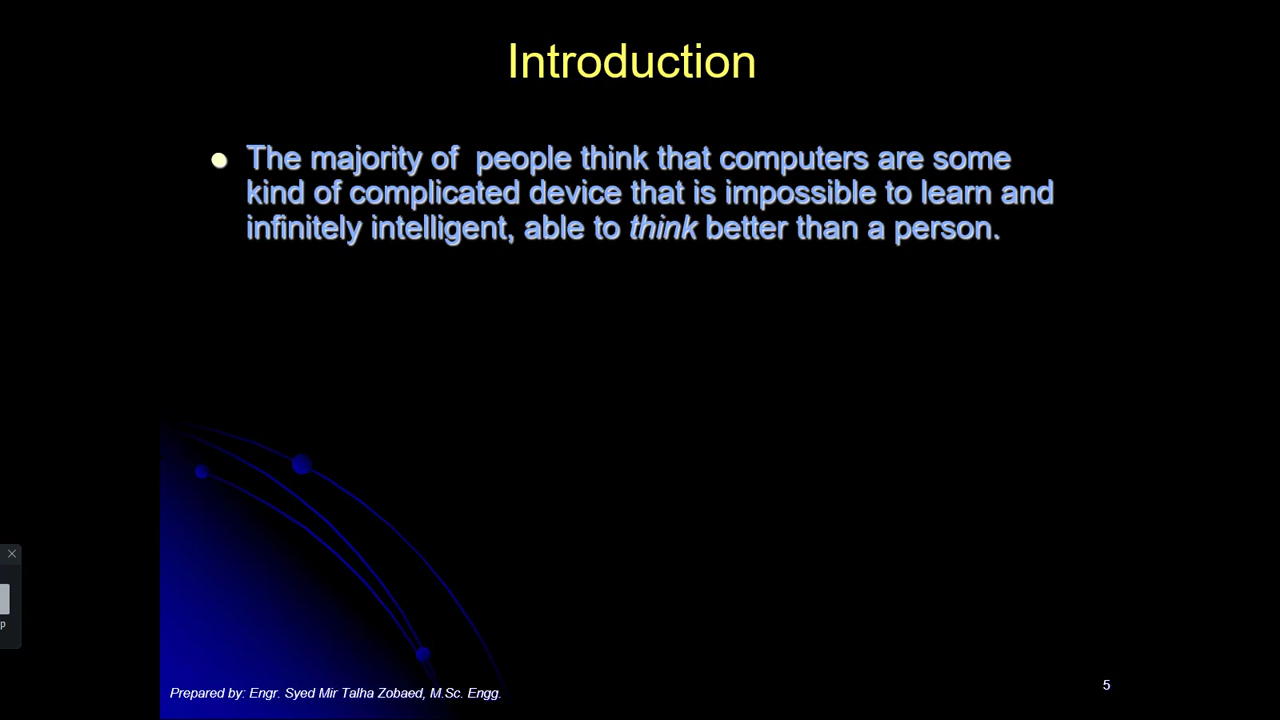 Introduction
The majority of  people think that computers are some
kind of complicated device that is impossible to learn and
infinitely intelligent, able to think better than a person.
p
Prepared by: Engr. Syed Mir Talha Zobaed, M.Sc. Engg.
5